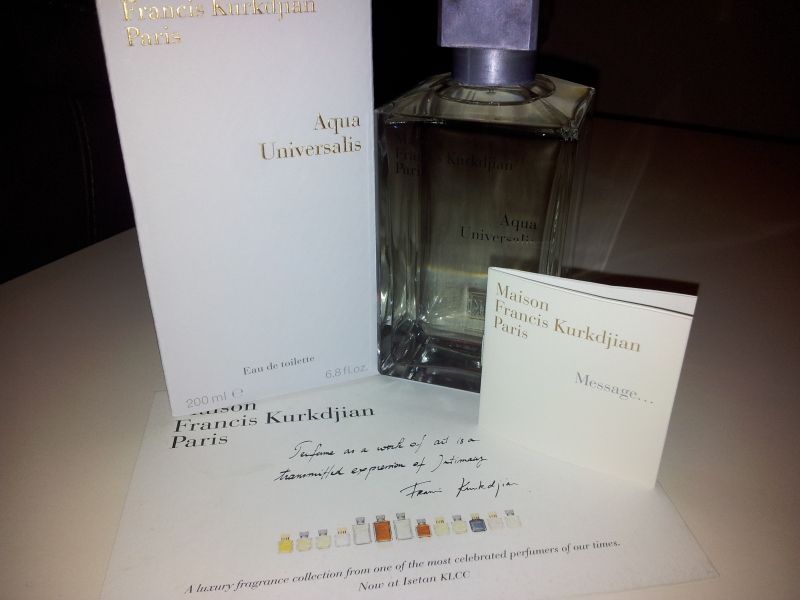 Francis Kurkdjian
Paris
Aqua
Universalis
Eau de toilette
200 ml ℮
6.8 fl.oz.
Francis Kurkdjian
Paris
Aqua
Universalis
Maison
Francis Kurkdjian
Paris
Message...
Maison
Francis Kurkdjian
Paris
Perfume as a work of art is a
transmitted expression of Intimacy
Francis Kurkdjian
A luxury fragrance collection from one of the most celebrated perfumers of our times.
Now at Isetan KLCC